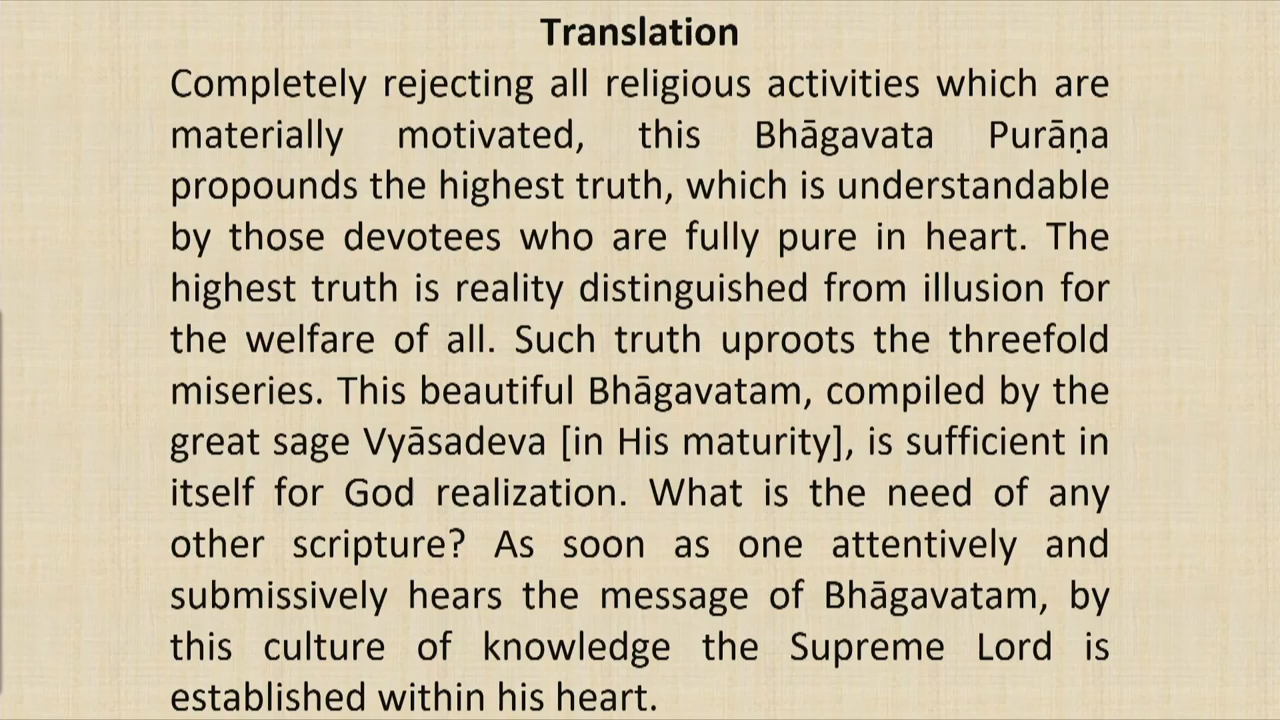 Translation
Completely rejecting all religious activities which are
materially motivated, this Bhāgavata Purāṇa
propounds the highest truth, which is understandable
by those devotees who are fully pure in heart. The
highest truth is reality distinguished from illusion for
the welfare of all. Such truth uproots the threefold
miseries. This beautiful Bhāgavatam, compiled by the
great sage Vyāsadeva [in His maturity], is sufficient in
itself for God realization. What is the need of any
other scripture? As soon as one attentively and
submissively hears the message of Bhāgavatam, by
this culture of knowledge the Supreme Lord is
established within his heart.